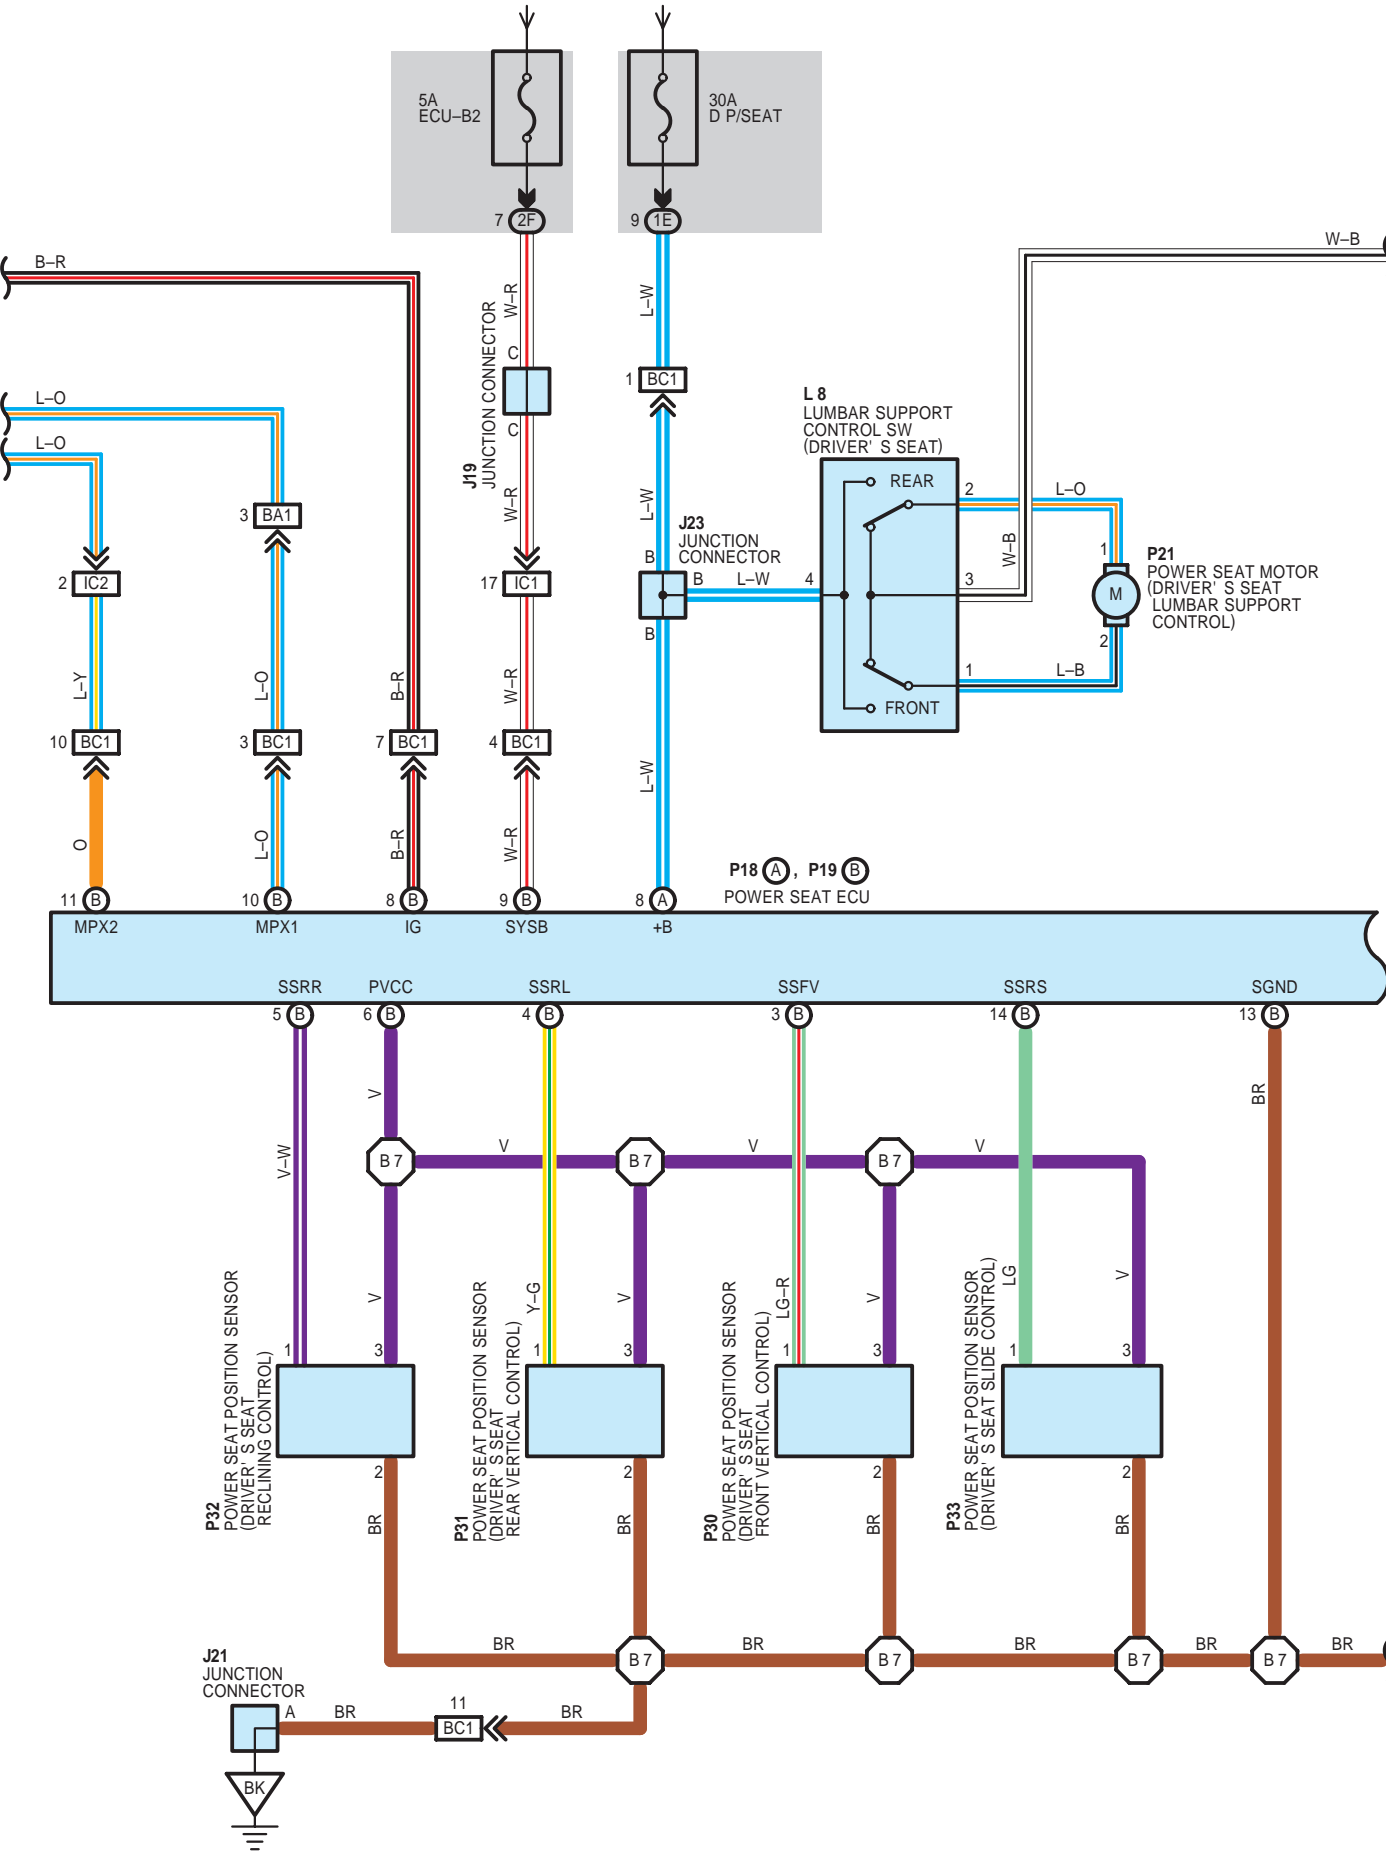 5A
ECU–B2
30A
D P/SEAT
7 2F
9 1E
W–B
B–R
W–R
L–W
J19
JUNCTION CONNECTOR
C
C
1 BC1
L–O
L–O
L 8
LUMBAR SUPPORT
CONTROL SW
(DRIVER' S SEAT)
REAR
FRONT
2
L–O
W–R
L–W
3 BA1
J23
JUNCTION
CONNECTOR
B
B
B
L–W
4
3
W–B
1
P21
POWER SEAT MOTOR
(DRIVER' S SEAT
LUMBAR SUPPORT
CONTROL)
M
2
1
L–B
2 IC2
17 IC1
L–Y
L–O
B–R
W–R
10 BC1
3 BC1
7 BC1
4 BC1
L–W
O
L–O
B–R
W–R
P18 A , P19 B
POWER SEAT ECU
11 B
10 B
8 B
9 B
8 A
MPX2
MPX1
IG
SYSB
+B
SSRR
PVCC
SSRL
SSFV
SSRS
SGND
5 B
6 B
4 B
3 B
14 B
13 B
V
BR
V–W
B 7
V
B 7
V
B 7
V
V
Y–G
V
LG–R
V
LG
V
1
3
1
3
1
3
1
3
P32
POWER SEAT POSITION SENSOR
(DRIVER' S SEAT
RECLINING CONTROL)
P31
POWER SEAT POSITION SENSOR
(DRIVER' S SEAT
REAR VERTICAL CONTROL)
P30
POWER SEAT POSITION SENSOR
(DRIVER' S SEAT
FRONT VERTICAL CONTROL)
P33
POWER SEAT POSITION SENSOR
(DRIVER' S SEAT SLIDE CONTROL)
2
2
2
2
BR
BR
BR
BR
BR
B 7
BR
B 7
BR
B 7
BR
B 7
BR
J21
JUNCTION
CONNECTOR
A
BR
11
BC1
BR
BK